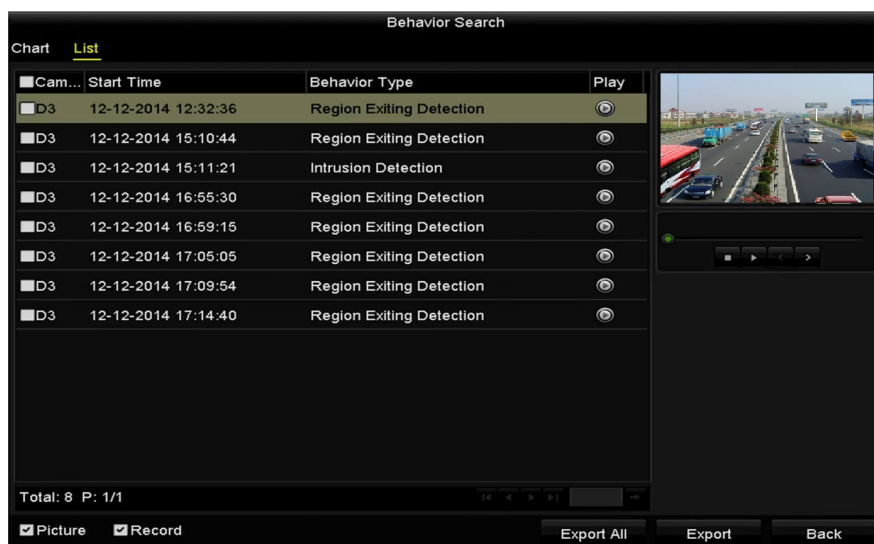 Behavior Search
Chart List
Cam... Start Time Behavior Type Play
D3 12-12-2014 12:32:36 Region Exiting Detection
D3 12-12-2014 15:10:44 Region Exiting Detection
D3 12-12-2014 15:11:21 Intrusion Detection
D3 12-12-2014 16:55:30 Region Exiting Detection
D3 12-12-2014 16:59:15 Region Exiting Detection
D3 12-12-2014 17:05:05 Region Exiting Detection
D3 12-12-2014 17:09:54 Region Exiting Detection
D3 12-12-2014 17:14:40 Region Exiting Detection
Total: 8 P: 1/1
Picture Record Export All Export Back